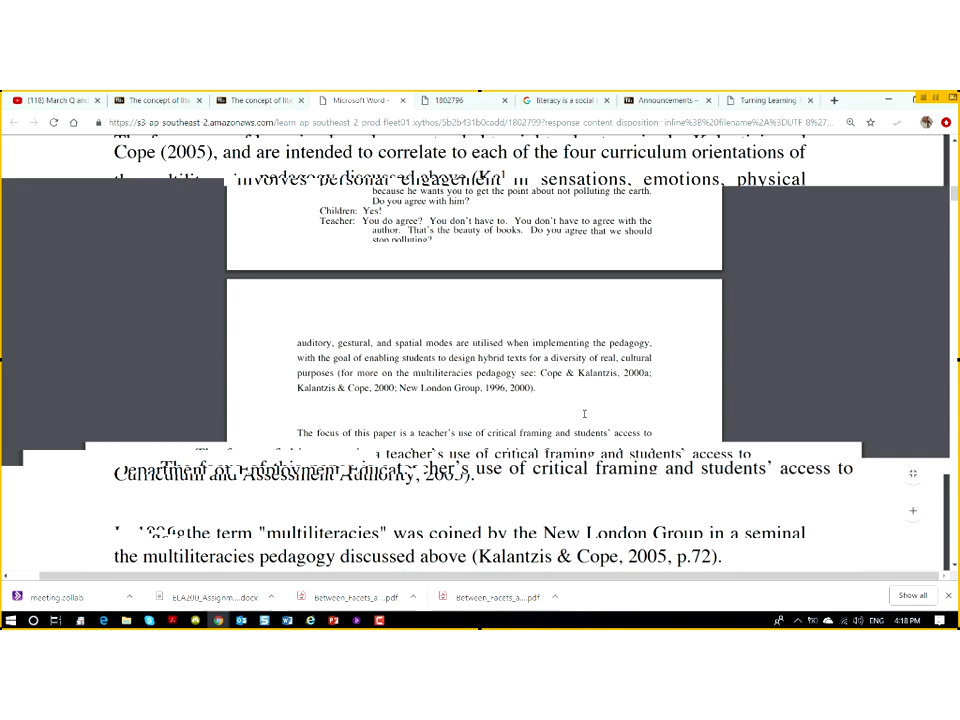 (118) March Q and
The concept of lite
The concept of lite
Microsoft Word -
1802796
literacy is a social
Announcements –
Turning Learning
Cope (2005), and are intended to correlate to each of the four curriculum orientations of
involves personal engagement in sensations, emotions, physical
because he wants you to get the point about not polluting the earth.
Do you agree with him?
Children: Yes!
Teacher: You do agree? You don't have to. You don't have to agree with the
author. That's the beauty of books. Do you agree that we should
stop polluting?
auditory, gestural, and spatial modes are utilised when implementing the pedagogy,
with the goal of enabling students to design hybrid texts for a diversity of real, cultural
purposes (for more on the multiliteracies pedagogy see: Cope & Kalantzis, 2000a;
Kalantzis & Cope, 2000; New London Group, 1996, 2000).
The focus of this paper is a teacher's use of critical framing and students' access to
a teacher's use of critical framing and students' access to
cher's use of critical framing and students' access to
Curriculum and Assessment Authority, 2005).
the term "multiliteracies" was coined by the New London Group in a seminal
the multiliteracies pedagogy discussed above (Kalantzis & Cope, 2005, p.72).
meeting.collab
ELA200_Assignm....docx
Between_Facets_a....pdf
Between_Facets_a....pdf
Show all
ENG
4:18 PM